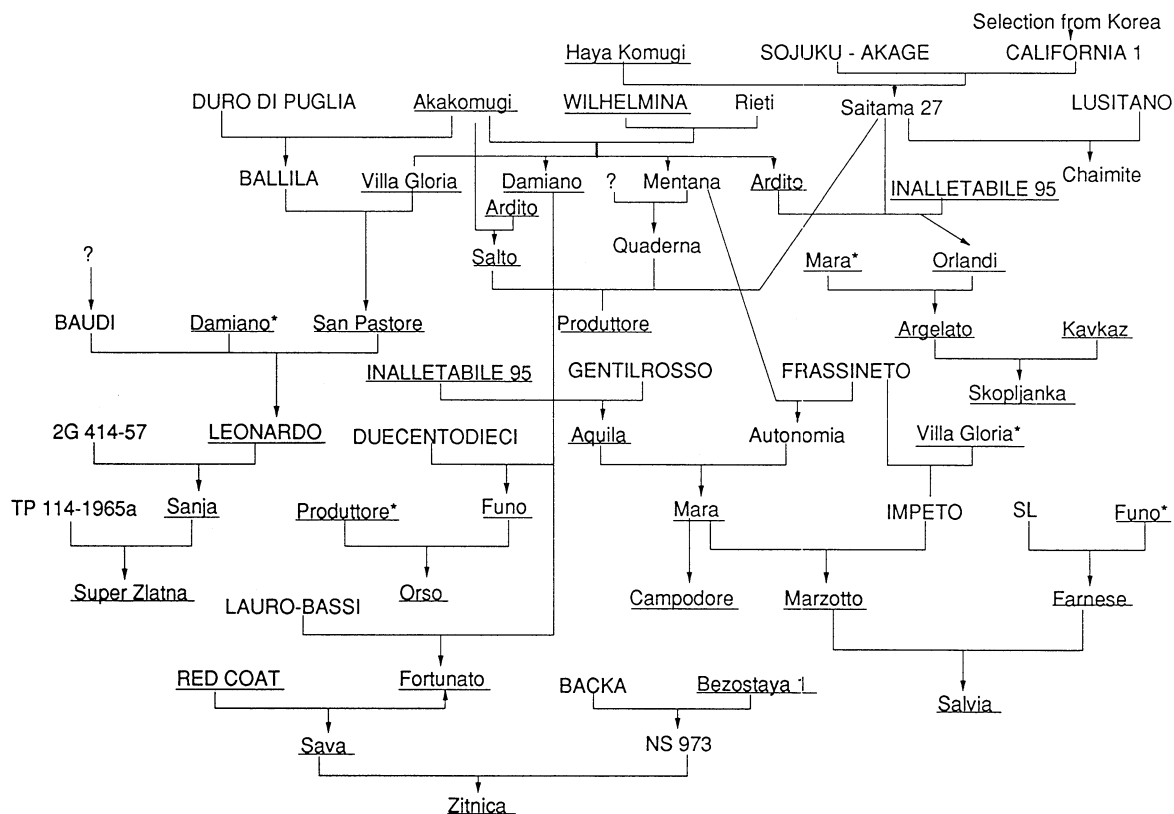 Selection from Korea
Haya Komugi SOJUKU - AKAGE CALIFORNIA 1
DURO DI PUGLIA Akakomugi WILHELMINA Rieti Saitama 27 LUSITANO
BALLILA Villa Gloria Damiano ? Mentana Ardito Chaimite
INALLETABILE 95
Ardito
? Salto Quaderna Mara* Orlandi
BAUDI Damiano* San Pastore Produttore Argelato Kavkaz
INALLETABILE 95 GENTILROSSO FRASSINETO Skopljanka
2G 414-57 LEONARDO DUECENTODIECI Aquila Autonomia Villa Gloria*
TP 114-1965a Sanja Produttore* Funo Mara IMPETO SL Funo*
Super Zlatna LAURO-BASSI Orso Campodore Marzotto Farnese
RED COAT Fortunato BACKA Bezostaya 1 Salvia
Sava NS 973
Zitnica